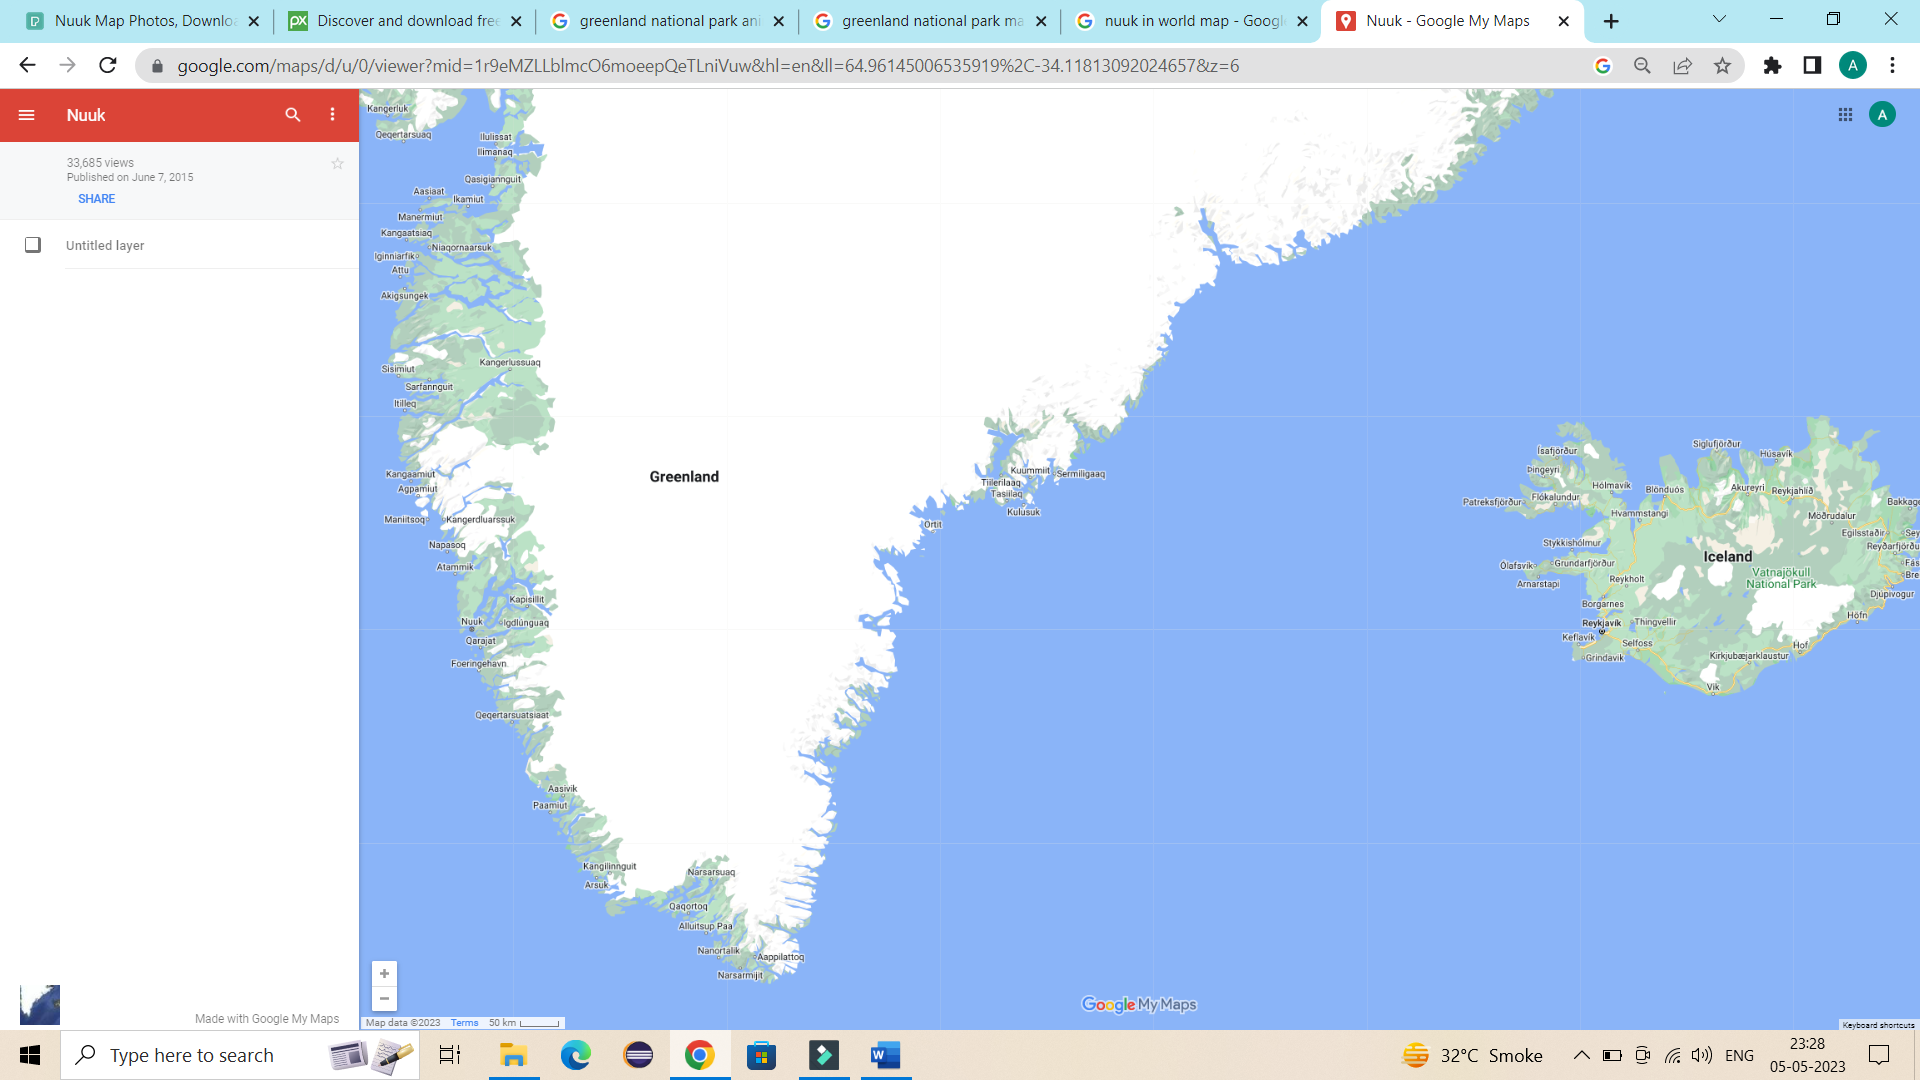 Nuuk Map Photos, Downloa
Discover and download free
greenland national park ani
greenland national park ma
nuuk in world map - Google
Nuuk - Google My Maps
google.com/maps/d/u/0/viewer?mid=1r9eMZLLblmcO6moeepQeTLniVuw&hl=en&ll=64.96145006535919%2C-34.11813092024657&z=6
A
Nuuk
33,685 views
Published on June 7, 2015
SHARE
Untitled layer
Made with Google My Maps
A
Kangerluk
Qeqertarsuaq
Ilulissat
Ilimanaq
Qasigiannguit
Aasiaat
Ikamiut
Manermiut
Kangaatsiaq
Niaqornaarsuk
Iginniarfik
Attu
Akigsungek
Kangerlussuaq
Sisimiut
Sarfannguit
Itilleq
Greenland
Kangaamiut
Agpamiut
Maniitsoq
Kangerdluarssuk
Napasoq
Atammik
Kapisillit
Nuuk
Igdlúnguaq
Qarajat
Foeringehavn
Qeqertarsuatsiaat
Aasivik
Paamiut
Kangilinnguit
Arsuk
Narsarsuaq
Qaqortoq
Alluitsup Paa
Nanortalik
Aappilattoq
Narsarmijit
Kuummiit
Sermiligaaq
Tiilerilaaq
Tasiilaq
Kulusuk
Ortit
Ísafjörður
Siglufjörður
Húsavík
Þingeyri
Hólmavík
Blönduós
Akureyri
Reykjahlíð
Patreksfjörður
Flókalundur
Hvammstangi
Möðrudalur
Bakkage
Egilsstaðir
Sey
Stykkishólmur
Reyðarfjörðu
Iceland
Ólafsvík
Grundarfjörður
Fás
Vatnajökull
National Park
Arnarstapi
Reykholt
Bre
Djúpivogur
Borgarnes
Höfn
Reykjavík
Thingvellir
Keflavík
Selfoss
Hof
Grindavik
Kirkjubæjarklaustur
Vik
+
−
Google My Maps
Map data ©2023
Terms
50 km
Keyboard shortcuts
Type here to search
32°C Smoke
ENG
23:28
05-05-2023